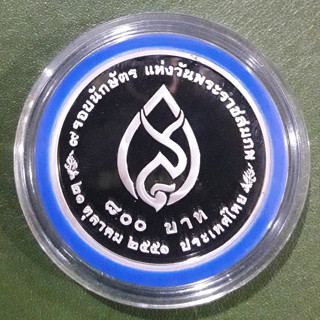 ๗ รอบนักษัตร แห่งวันพระราชสมภพ
๘๐๐ บาท
๒๑ ตุลาคม ๒๕๕๑ ประเทศไทย